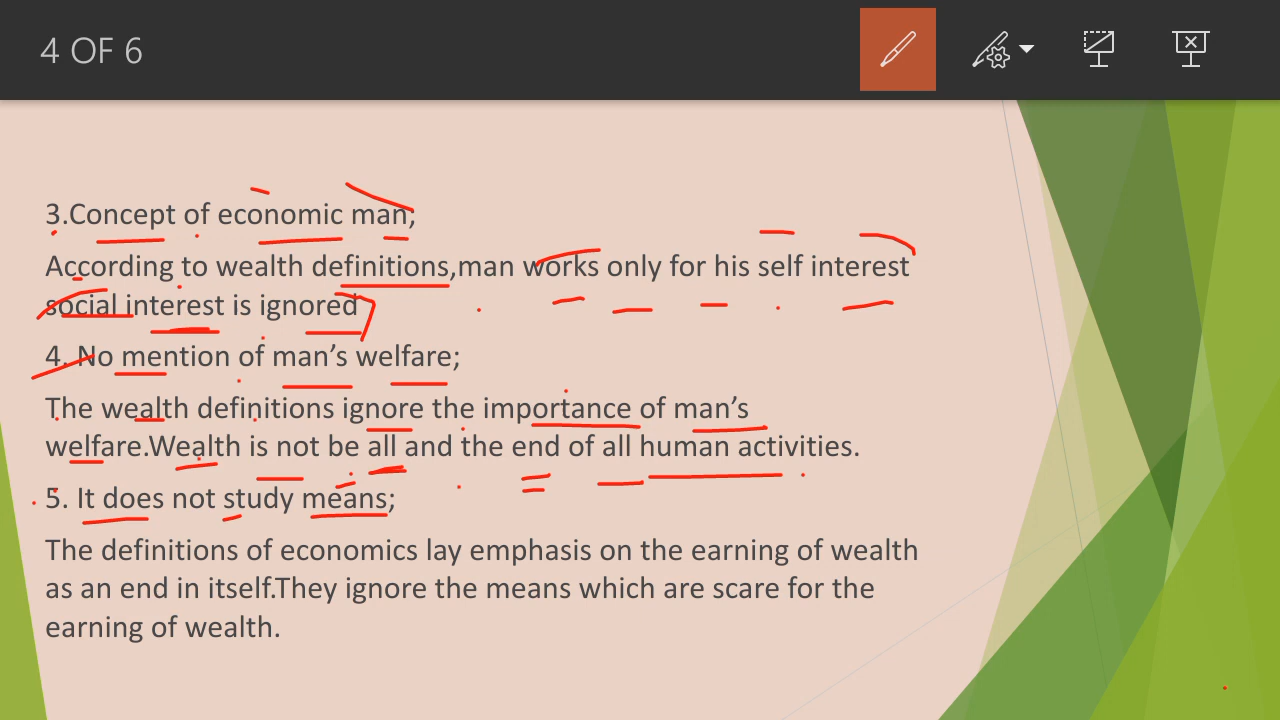 4 OF 6
3.Concept of economic man;
According to wealth definitions,man works only for his self interest
social interest is ignored
4. No mention of man's welfare;
The wealth definitions ignore the importance of man's
welfare.Wealth is not be all and the end of all human activities.
5. It does not study means;
The definitions of economics lay emphasis on the earning of wealth
as an end in itself.They ignore the means which are scare for the
earning of wealth.